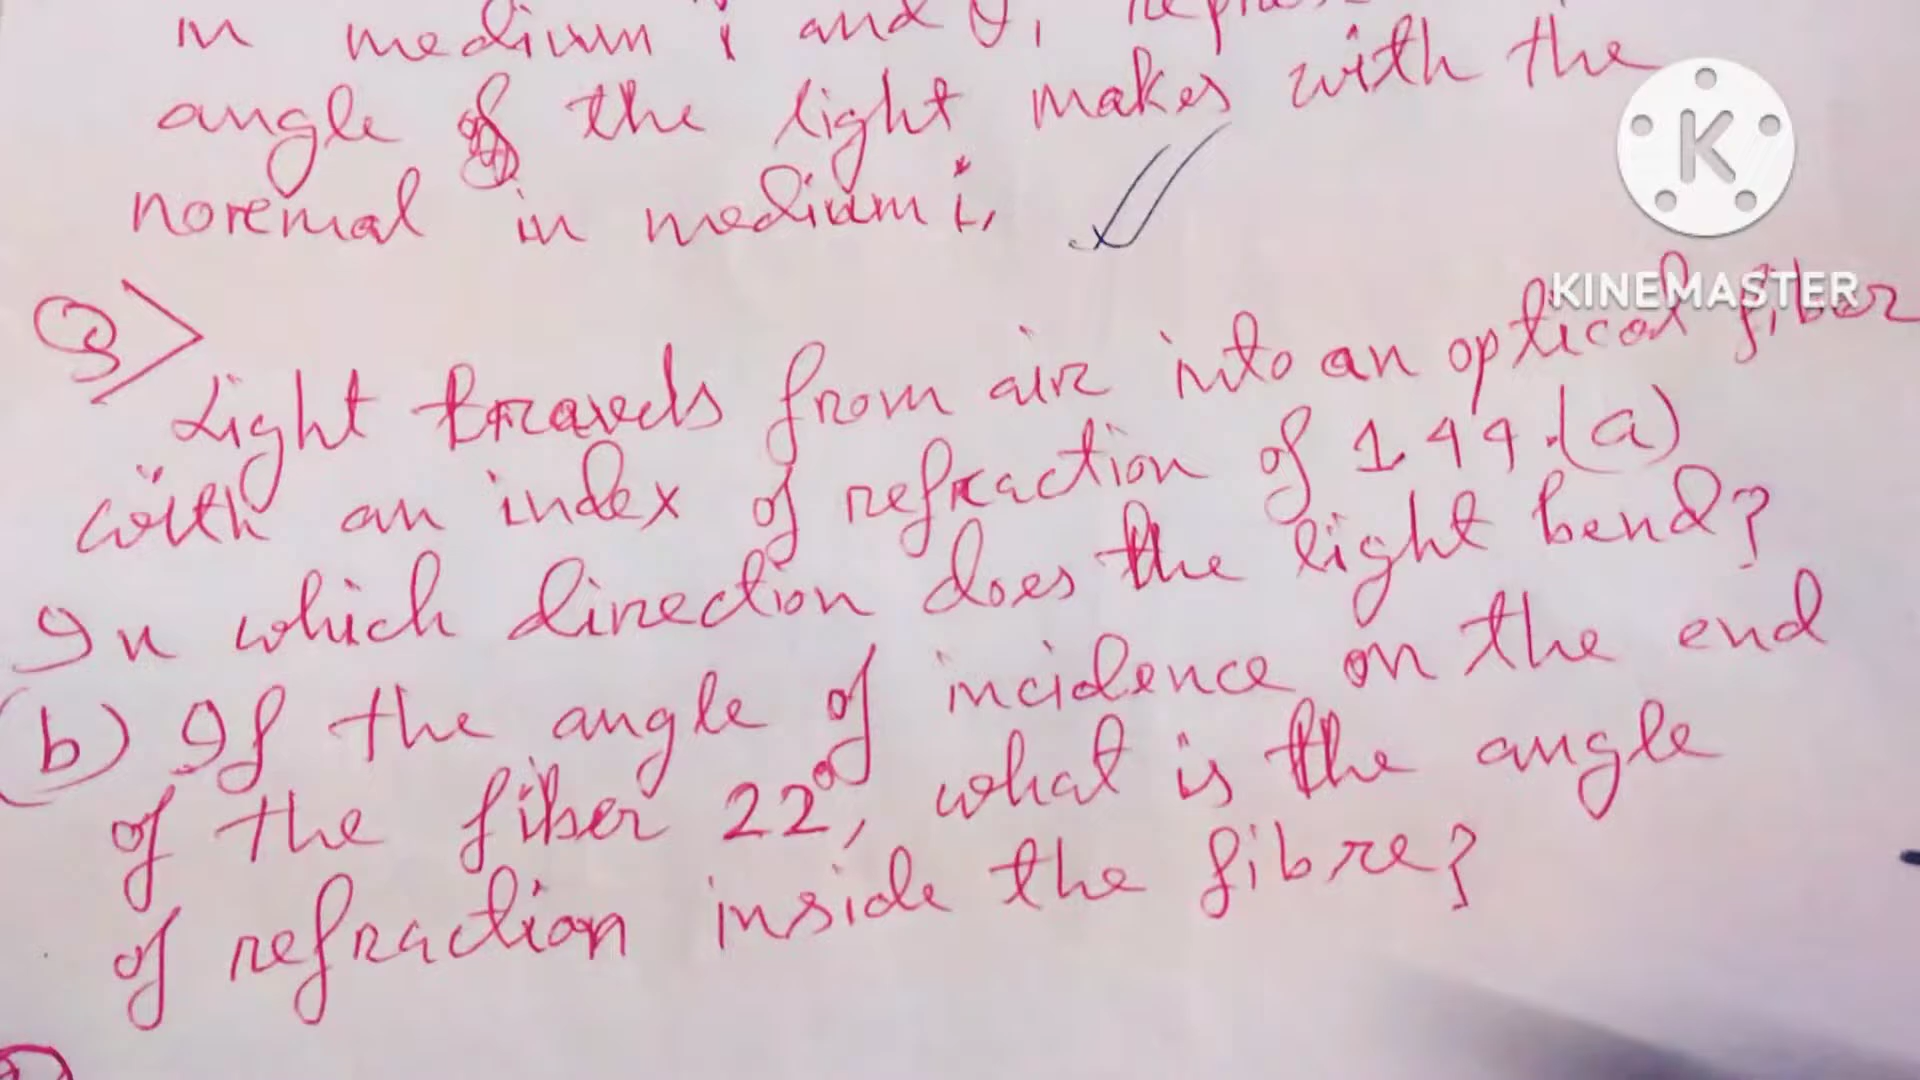 in medium i and θ1
angle of the light makes with the
normal in medium i,
K
KINEMASTER
3> Light travels from air into an optical fiber
with an index of refraction of 1.44.(a)
In which direction does the light bend?
(b) If the angle of incidence on the end
of the fiber 22°, what is the angle
of refraction inside the fibre?